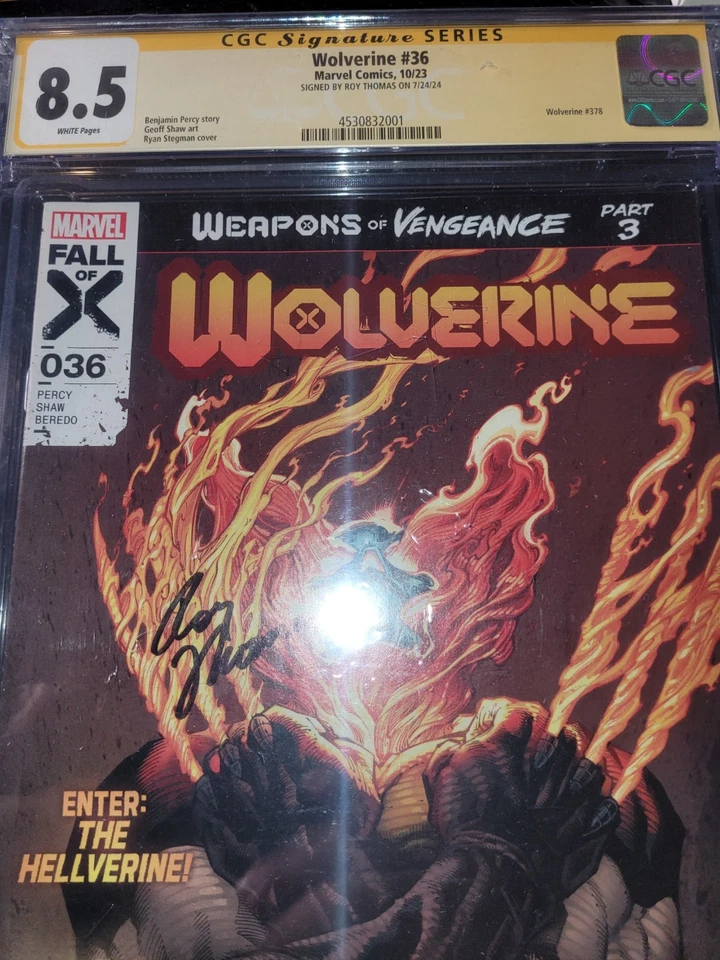 CGC Signature SERIES
8.5
WHITE Pages
Wolverine #36
Marvel Comics, 10/23
SIGNED BY ROY THOMAS ON 7/24/24
Benjamin Percy story
Geoff Shaw art
Ryan Stegman cover
4530832001
Wolverine #378
CGC
MARVEL
FALL
OF
X
036
PERCY
SHAW
BEREDO
WEAPONS OF VENGEANCE
PART
3
WOLVERINE
Roy
Thomas
ENTER:
THE
HELLVERINE!